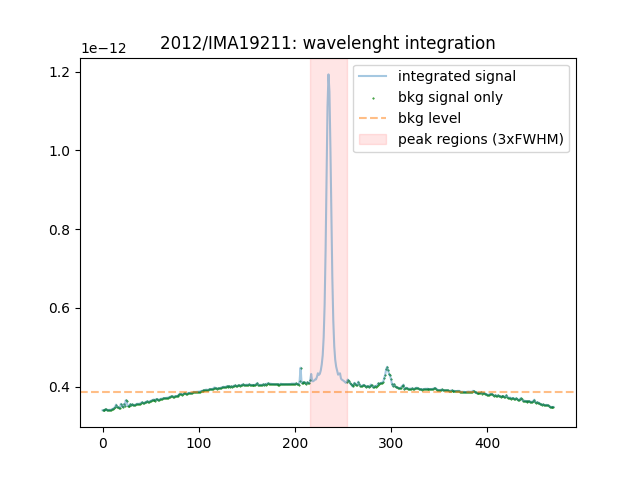 2012/IMA19211: wavelenght integration
1e−12
integrated signal
bkg signal only
bkg level
peak regions (3xFWHM)
1.2
1.0
0.8
0.6
0.4
0 100 200 300 400